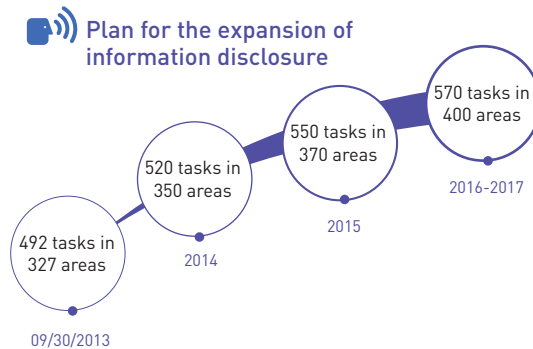 Plan for the expansion of
information disclosure
492 tasks in
327 areas
09/30/2013
520 tasks in
350 areas
2014
550 tasks in
370 areas
2015
570 tasks in
400 areas
2016-2017